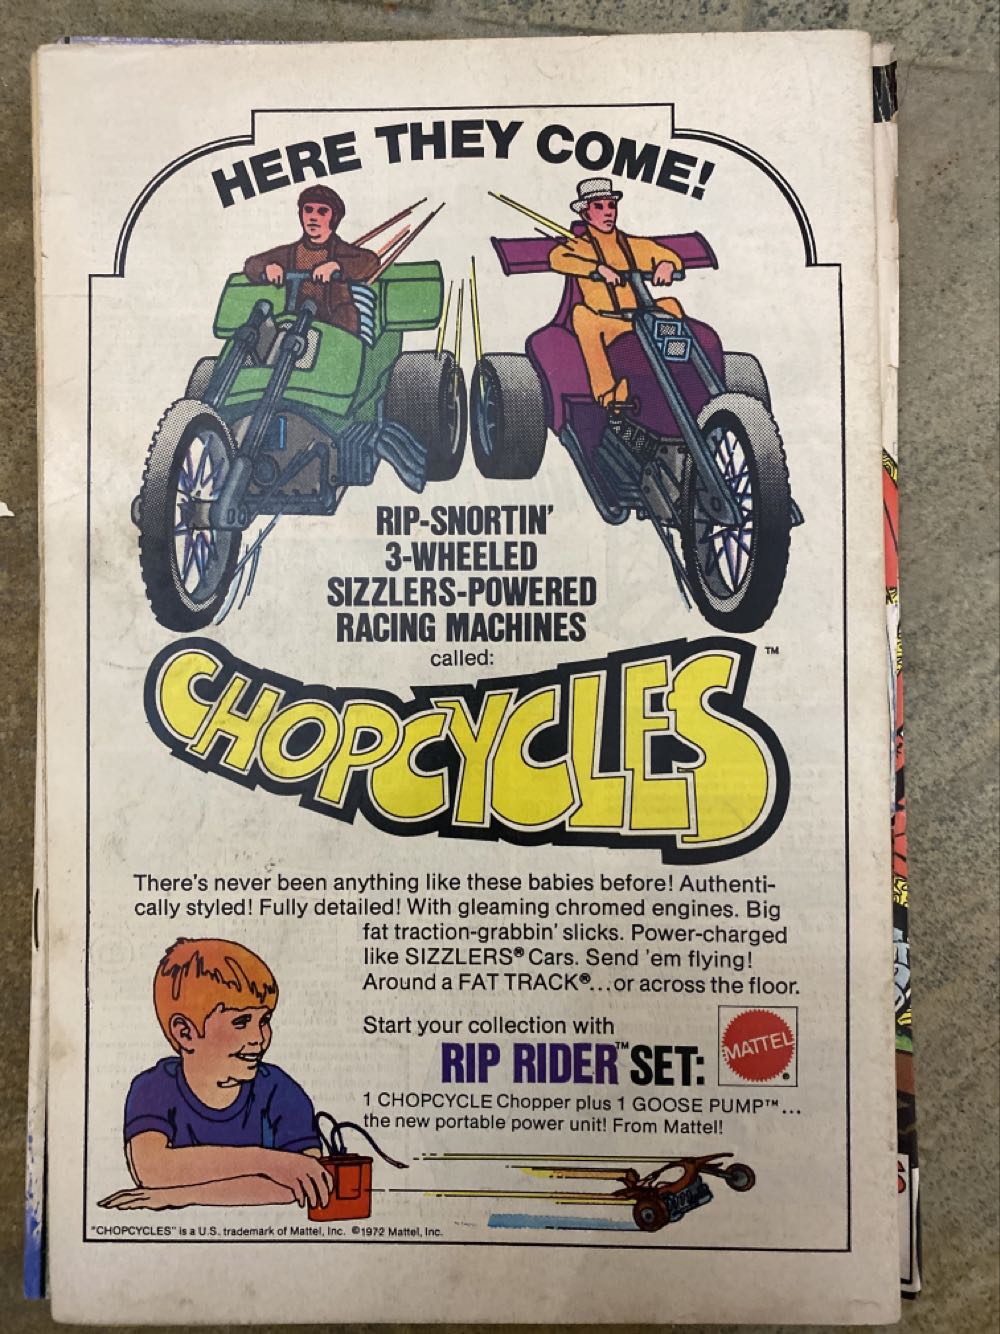 HERE THEY COME!
RIP-SNORTIN'
3-WHEELED
SIZZLERS-POWERED
RACING MACHINES
called:
CHOPCYCLES™
There's never been anything like these babies before! Authenti-
cally styled! Fully detailed! With gleaming chromed engines. Big
fat traction-grabbin' slicks. Power-charged
like SIZZLERS® Cars. Send 'em flying!
Around a FAT TRACK®...or across the floor.
Start your collection with
RIP RIDER™ SET:
MATTEL®
1 CHOPCYCLE Chopper plus 1 GOOSE PUMP™...
the new portable power unit! From Mattel!
"CHOPCYCLES" is a U.S. trademark of Mattel, Inc. ©1972 Mattel, Inc.